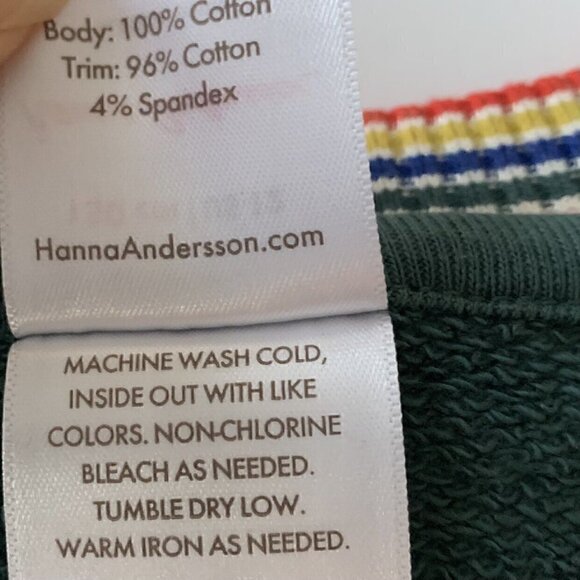 Body: 100% Cotton
Trim: 96% Cotton
4% Spandex
HannaAndersson.com
MACHINE WASH COLD,
INSIDE OUT WITH LIKE
COLORS. NON-CHLORINE
BLEACH AS NEEDED.
TUMBLE DRY LOW.
WARM IRON AS NEEDED.